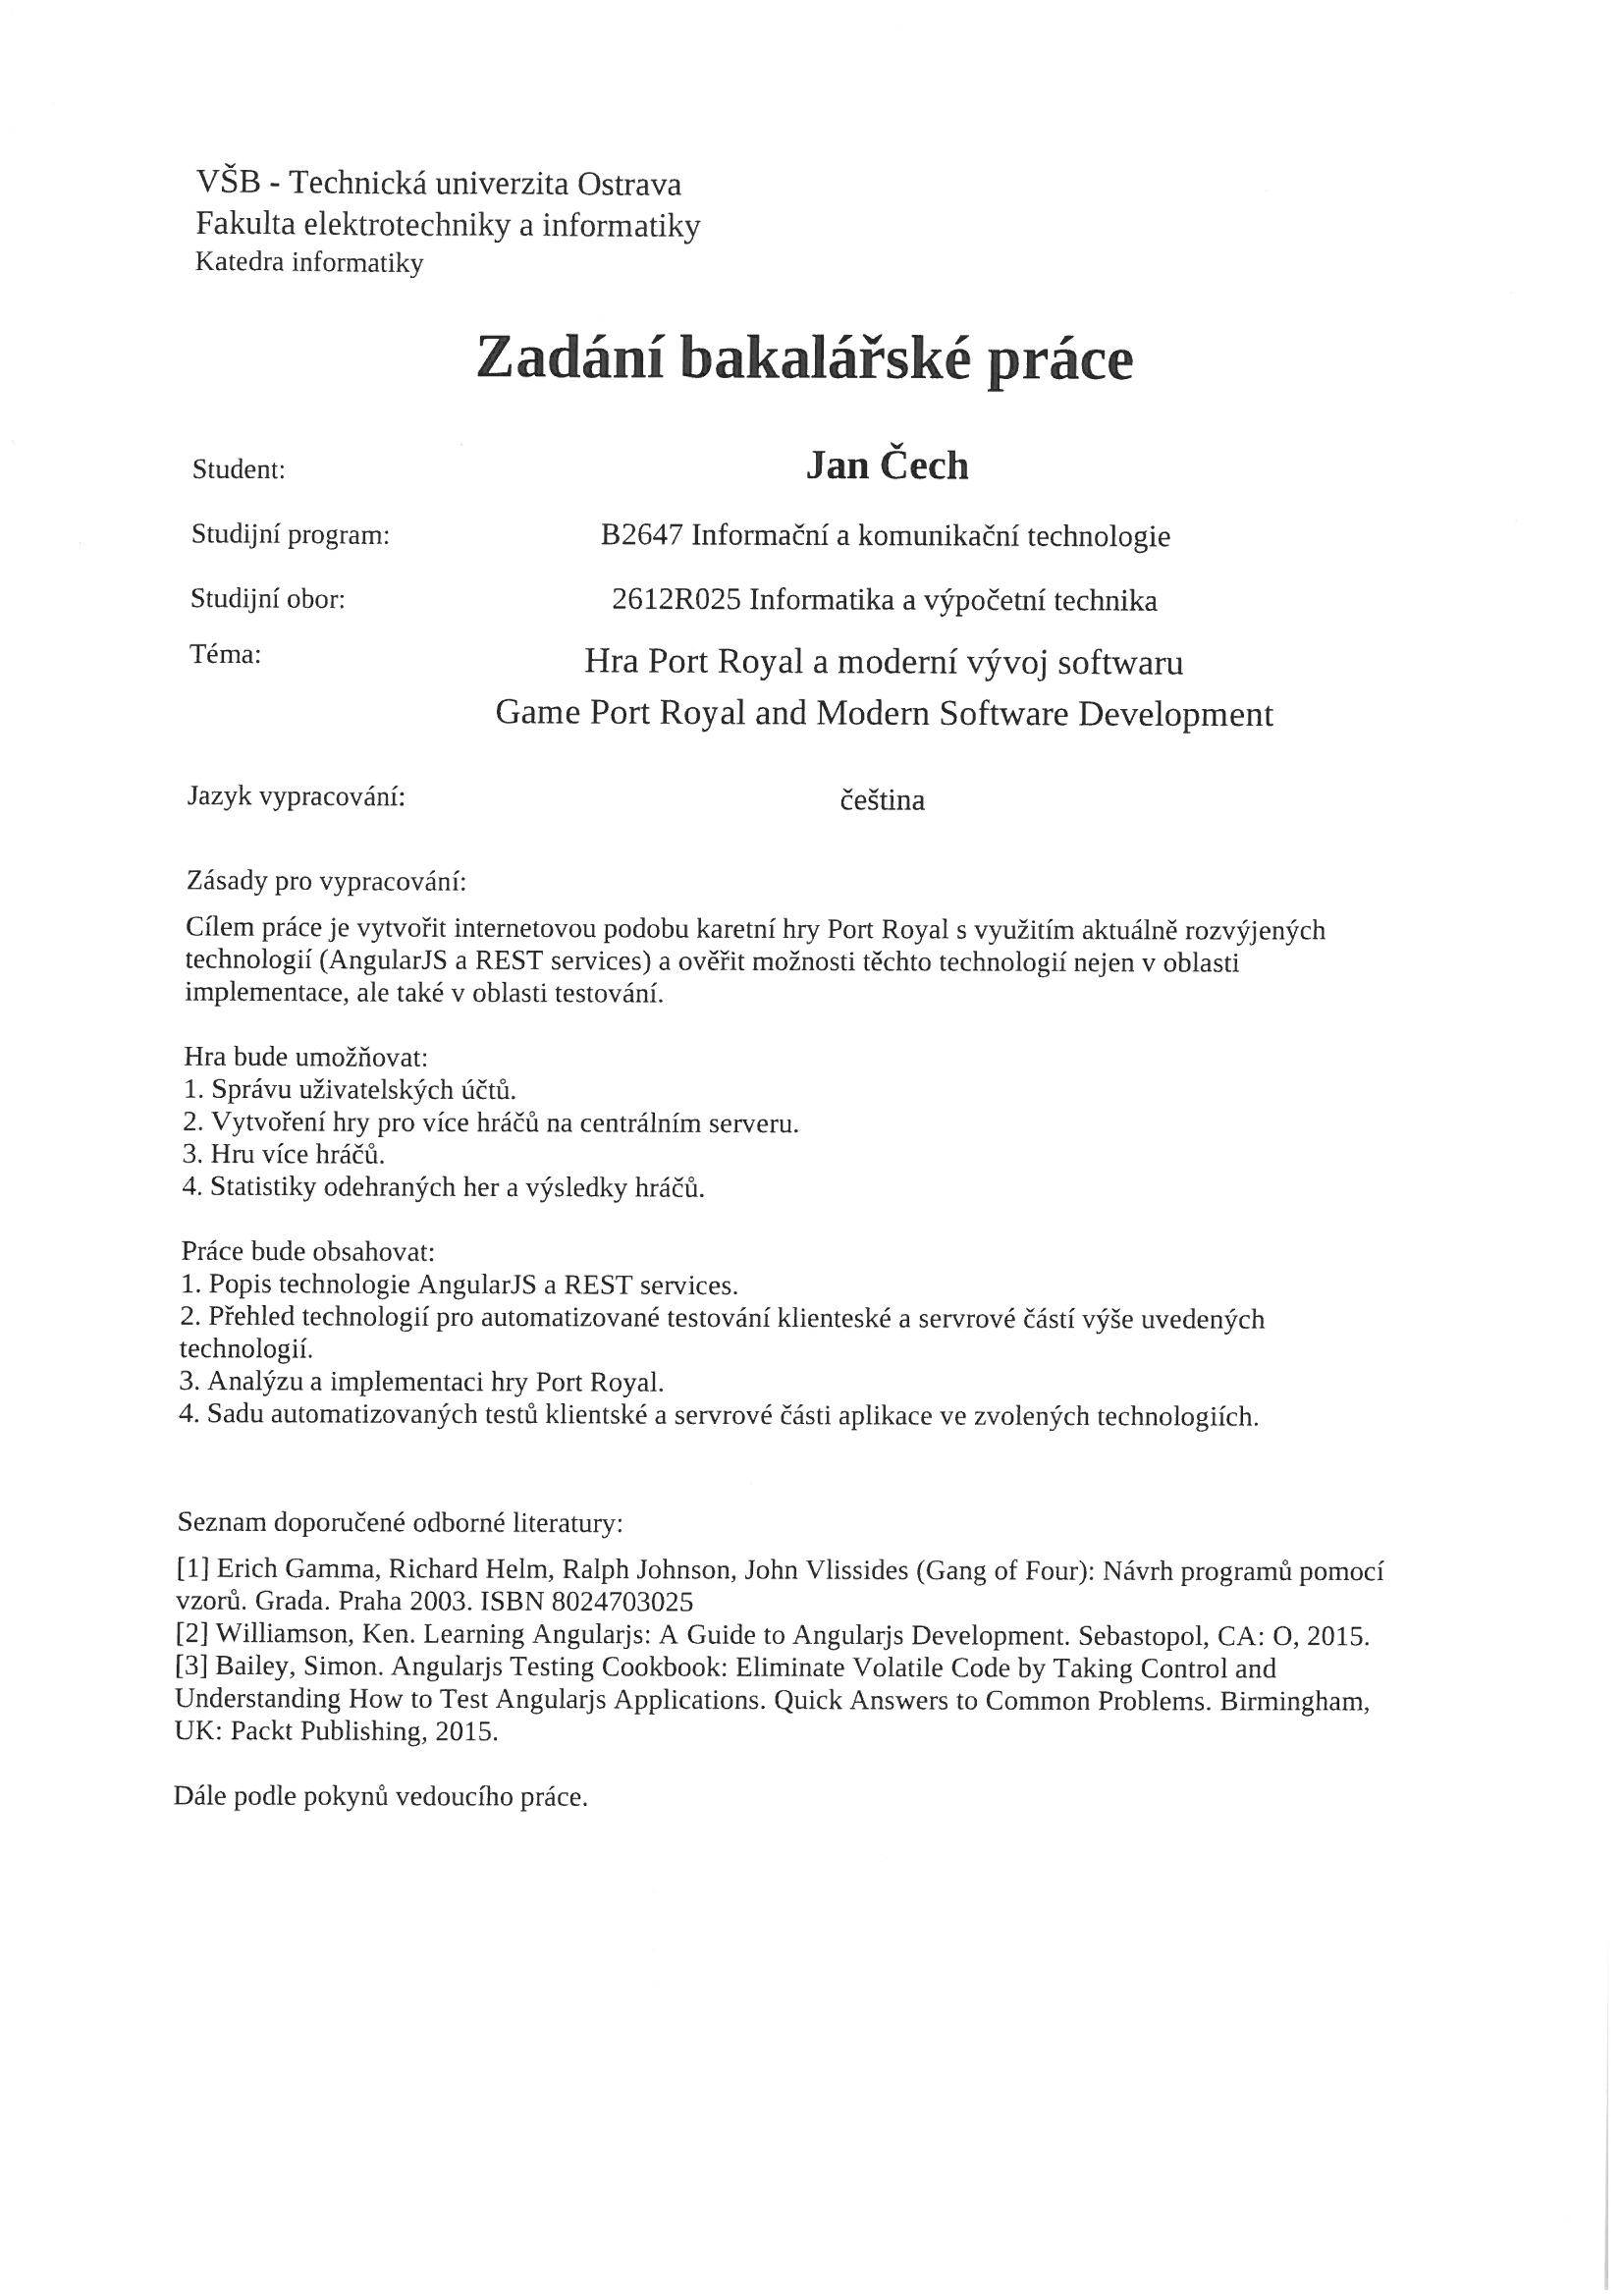 VŠB - Technická univerzita Ostrava
Fakulta elektrotechniky a informatiky
Katedra informatiky
Zadání bakalářské práce
Student: Jan Čech
Studijní program: B2647 Informační a komunikační technologie
Studijní obor: 2612R025 Informatika a výpočetní technika
Téma: Hra Port Royal a moderní vývoj softwaru
Game Port Royal and Modern Software Development
Jazyk vypracování: čeština
Zásady pro vypracování:
Cílem práce je vytvořit internetovou podobu karetní hry Port Royal s využitím aktuálně rozvýjených
technologií (AngularJS a REST services) a ověřit možnosti těchto technologií nejen v oblasti
implementace, ale také v oblasti testování.
Hra bude umožňovat:
1. Správu uživatelských účtů.
2. Vytvoření hry pro více hráčů na centrálním serveru.
3. Hru více hráčů.
4. Statistiky odehraných her a výsledky hráčů.
Práce bude obsahovat:
1. Popis technologie AngularJS a REST services.
2. Přehled technologií pro automatizované testování klienteské a servrové částí výše uvedených
technologií.
3. Analýzu a implementaci hry Port Royal.
4. Sadu automatizovaných testů klientské a servrové části aplikace ve zvolených technologiích.
Seznam doporučené odborné literatury:
[1] Erich Gamma, Richard Helm, Ralph Johnson, John Vlissides (Gang of Four): Návrh programů pomocí
vzorů. Grada. Praha 2003. ISBN 8024703025
[2] Williamson, Ken. Learning Angularjs: A Guide to Angularjs Development. Sebastopol, CA: O, 2015.
[3] Bailey, Simon. Angularjs Testing Cookbook: Eliminate Volatile Code by Taking Control and
Understanding How to Test Angularjs Applications. Quick Answers to Common Problems. Birmingham,
UK: Packt Publishing, 2015.
Dále podle pokynů vedoucího práce.